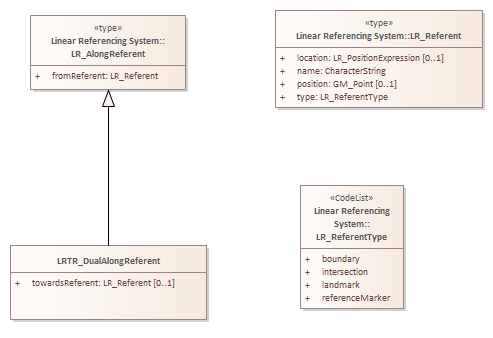 «type»
Linear Referencing System::
LR_AlongReferent
+ fromReferent: LR_Referent
«type»
Linear Referencing System::LR_Referent
+ location: LR_PositionExpression [0..1]
+ name: CharacterString
+ position: GM_Point [0..1]
+ type: LR_ReferentType
«CodeList»
Linear Referencing
System::
LR_ReferentType
+ boundary
+ intersection
+ landmark
+ referenceMarker
LRTR_DualAlongReferent
+ towardsReferent: LR_Referent [0..1]